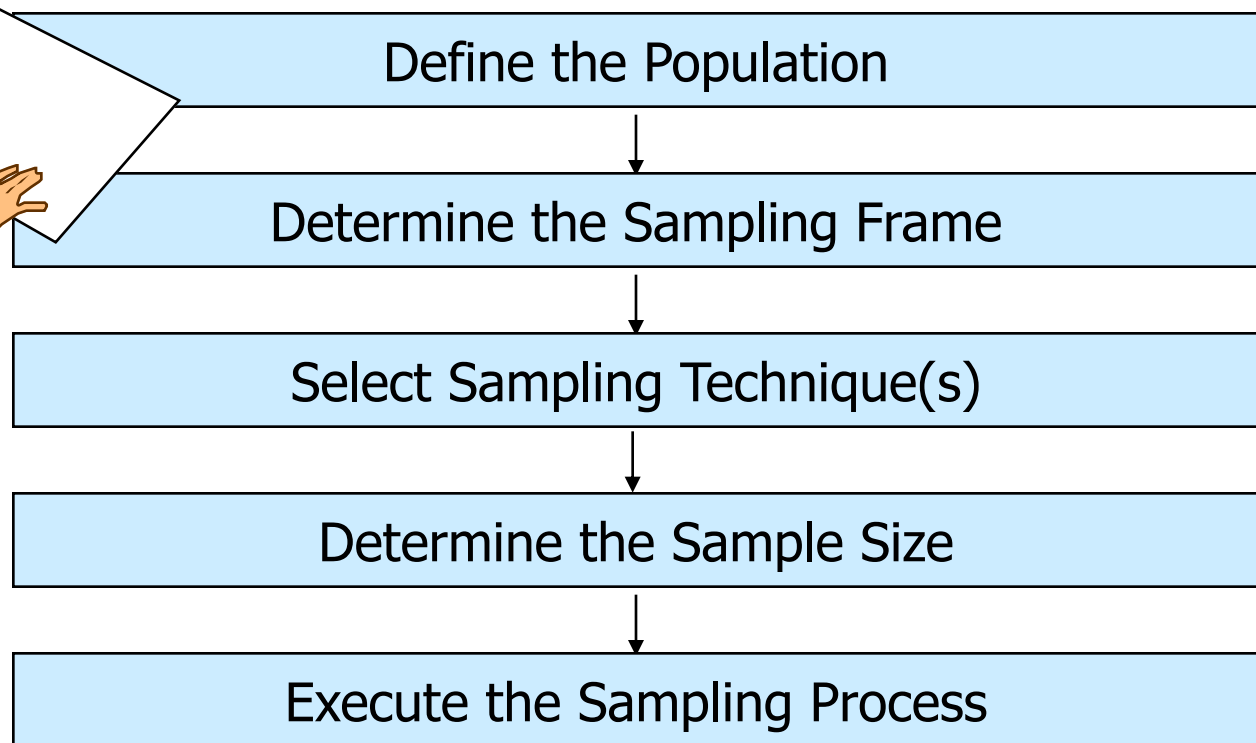 Define the Population
Determine the Sampling Frame
Select Sampling Technique(s)
Determine the Sample Size
Execute the Sampling Process